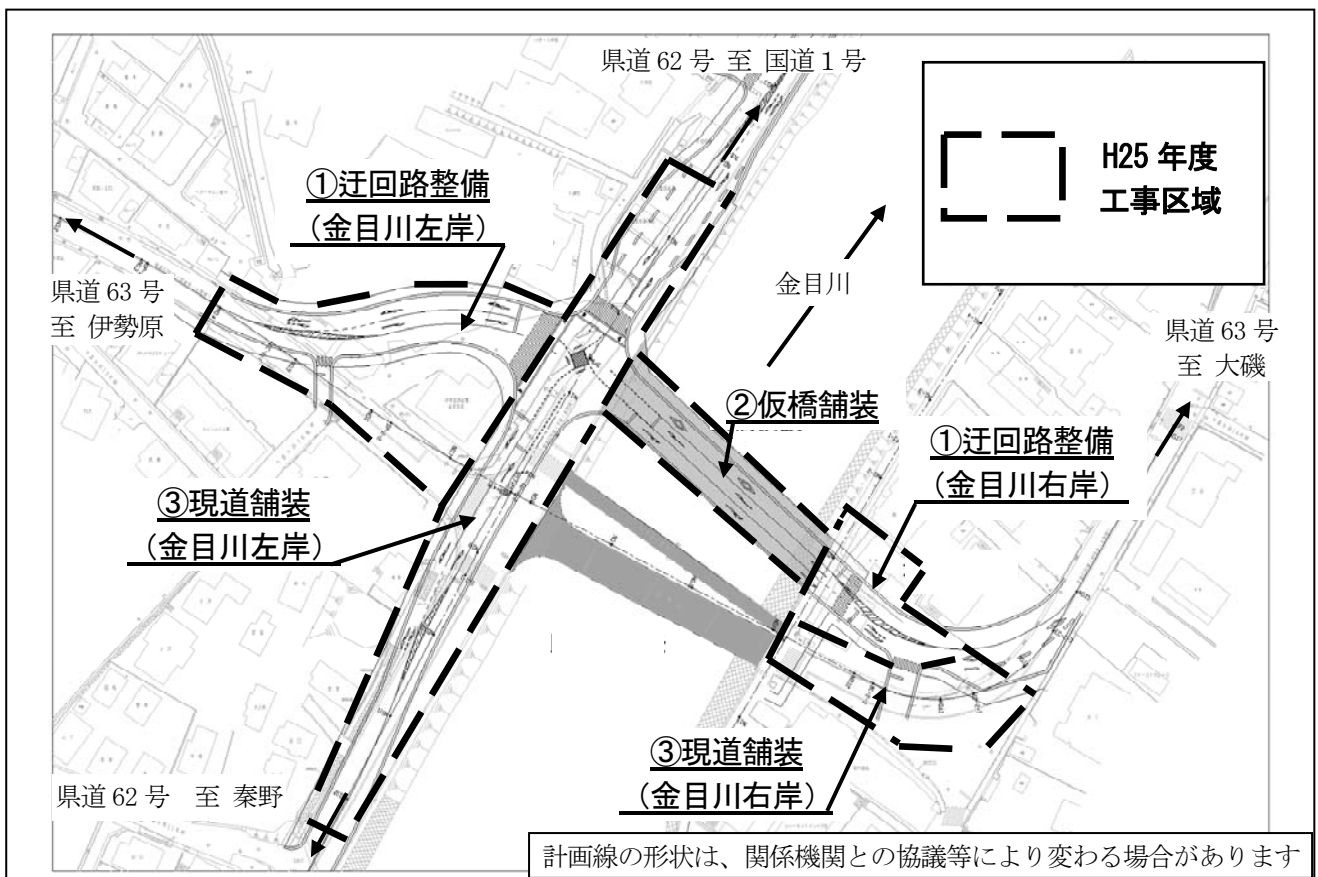 県道62号 至 国道1号
H25年度
工事区域
①迂回路整備
(金目川左岸)
金目川
県道63号
至 伊勢原
県道63号
至 大磯
②仮橋舗装
①迂回路整備
(金目川右岸)
③現道舗装
(金目川左岸)
③現道舗装
(金目川右岸)
県道62号 至 秦野
計画線の形状は、関係機関との協議等により変わる場合があります